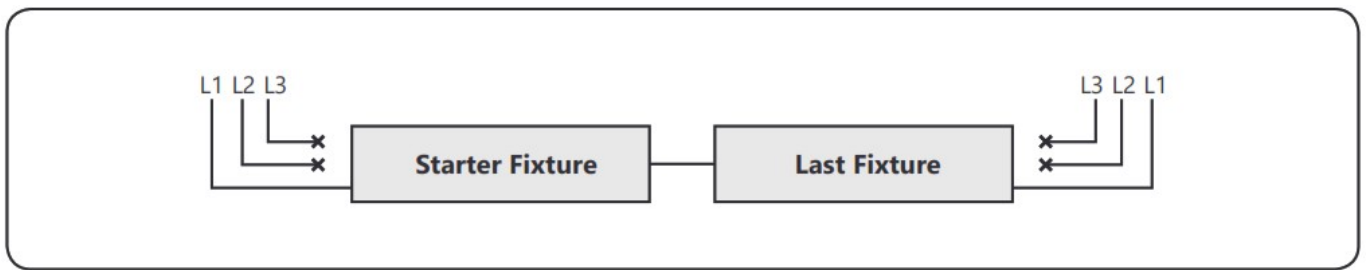 L1 L2 L3
L3 L2 L1
Starter Fixture
Last Fixture